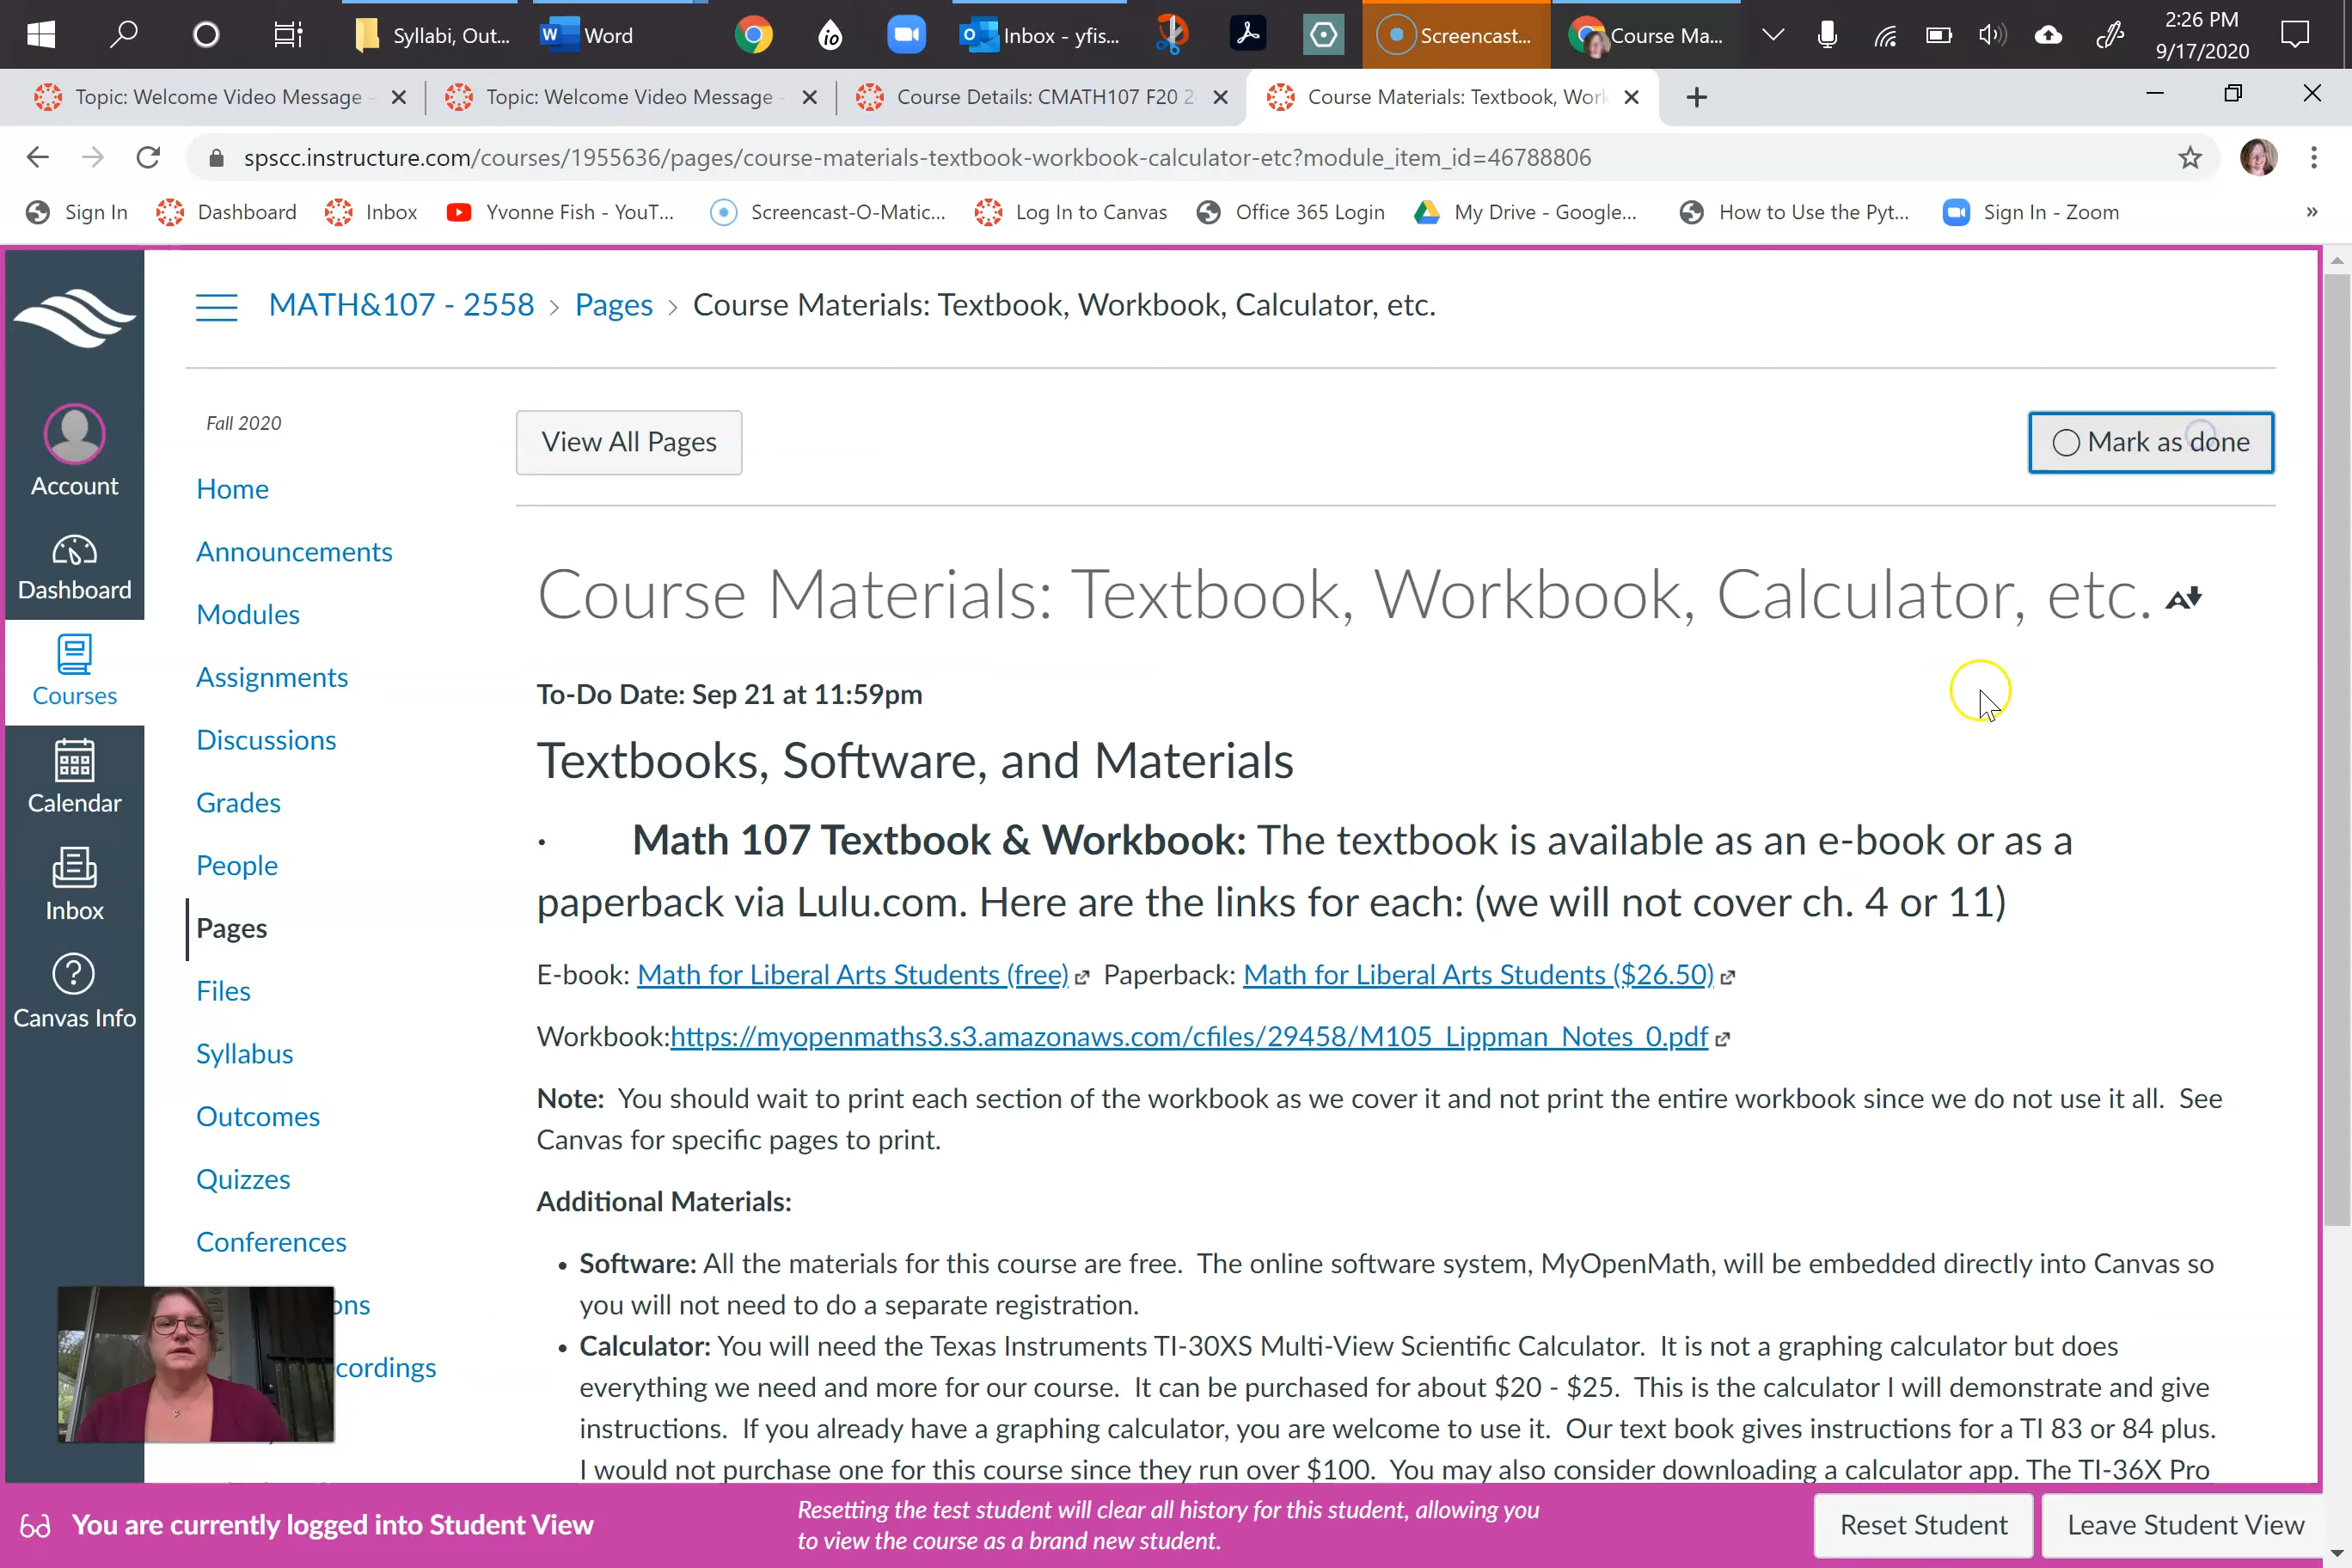 Syllabi, Out...
Word
Inbox - yfis...
Screencast...
Course Ma...
2:26 PM
9/17/2020
Topic: Welcome Video Message
Topic: Welcome Video Message
Course Details: CMATH107 F20 2
Course Materials: Textbook, Work
spscc.instructure.com/courses/1955636/pages/course-materials-textbook-workbook-calculator-etc?module_item_id=46788806
Sign In
Dashboard
Inbox
Yvonne Fish - YouT...
Screencast-O-Matic...
Log In to Canvas
Office 365 Login
My Drive - Google...
How to Use the Pyt...
Sign In - Zoom
»
MATH&107 - 2558 > Pages > Course Materials: Textbook, Workbook, Calculator, etc.
Account
Dashboard
Courses
Calendar
Inbox
Canvas Info
Fall 2020
Home
Announcements
Modules
Assignments
Discussions
Grades
People
Pages
Files
Syllabus
Outcomes
Quizzes
Conferences
ons
cordings
View All Pages
Mark as done
Course Materials: Textbook, Workbook, Calculator, etc.
To-Do Date: Sep 21 at 11:59pm
Textbooks, Software, and Materials
· Math 107 Textbook & Workbook: The textbook is available as an e-book or as a
paperback via Lulu.com. Here are the links for each: (we will not cover ch. 4 or 11)
E-book: Math for Liberal Arts Students (free) Paperback: Math for Liberal Arts Students ($26.50)
Workbook:https://myopenmaths3.s3.amazonaws.com/cfiles/29458/M105_Lippman_Notes_0.pdf
Note: You should wait to print each section of the workbook as we cover it and not print the entire workbook since we do not use it all. See
Canvas for specific pages to print.
Additional Materials:
• Software: All the materials for this course are free. The online software system, MyOpenMath, will be embedded directly into Canvas so
you will not need to do a separate registration.
• Calculator: You will need the Texas Instruments TI-30XS Multi-View Scientific Calculator. It is not a graphing calculator but does
everything we need and more for our course. It can be purchased for about $20 - $25. This is the calculator I will demonstrate and give
instructions. If you already have a graphing calculator, you are welcome to use it. Our text book gives instructions for a TI 83 or 84 plus.
I would not purchase one for this course since they run over $100. You may also consider downloading a calculator app. The TI-36X Pro
You are currently logged into Student View
Resetting the test student will clear all history for this student, allowing you
to view the course as a brand new student.
Reset Student
Leave Student View